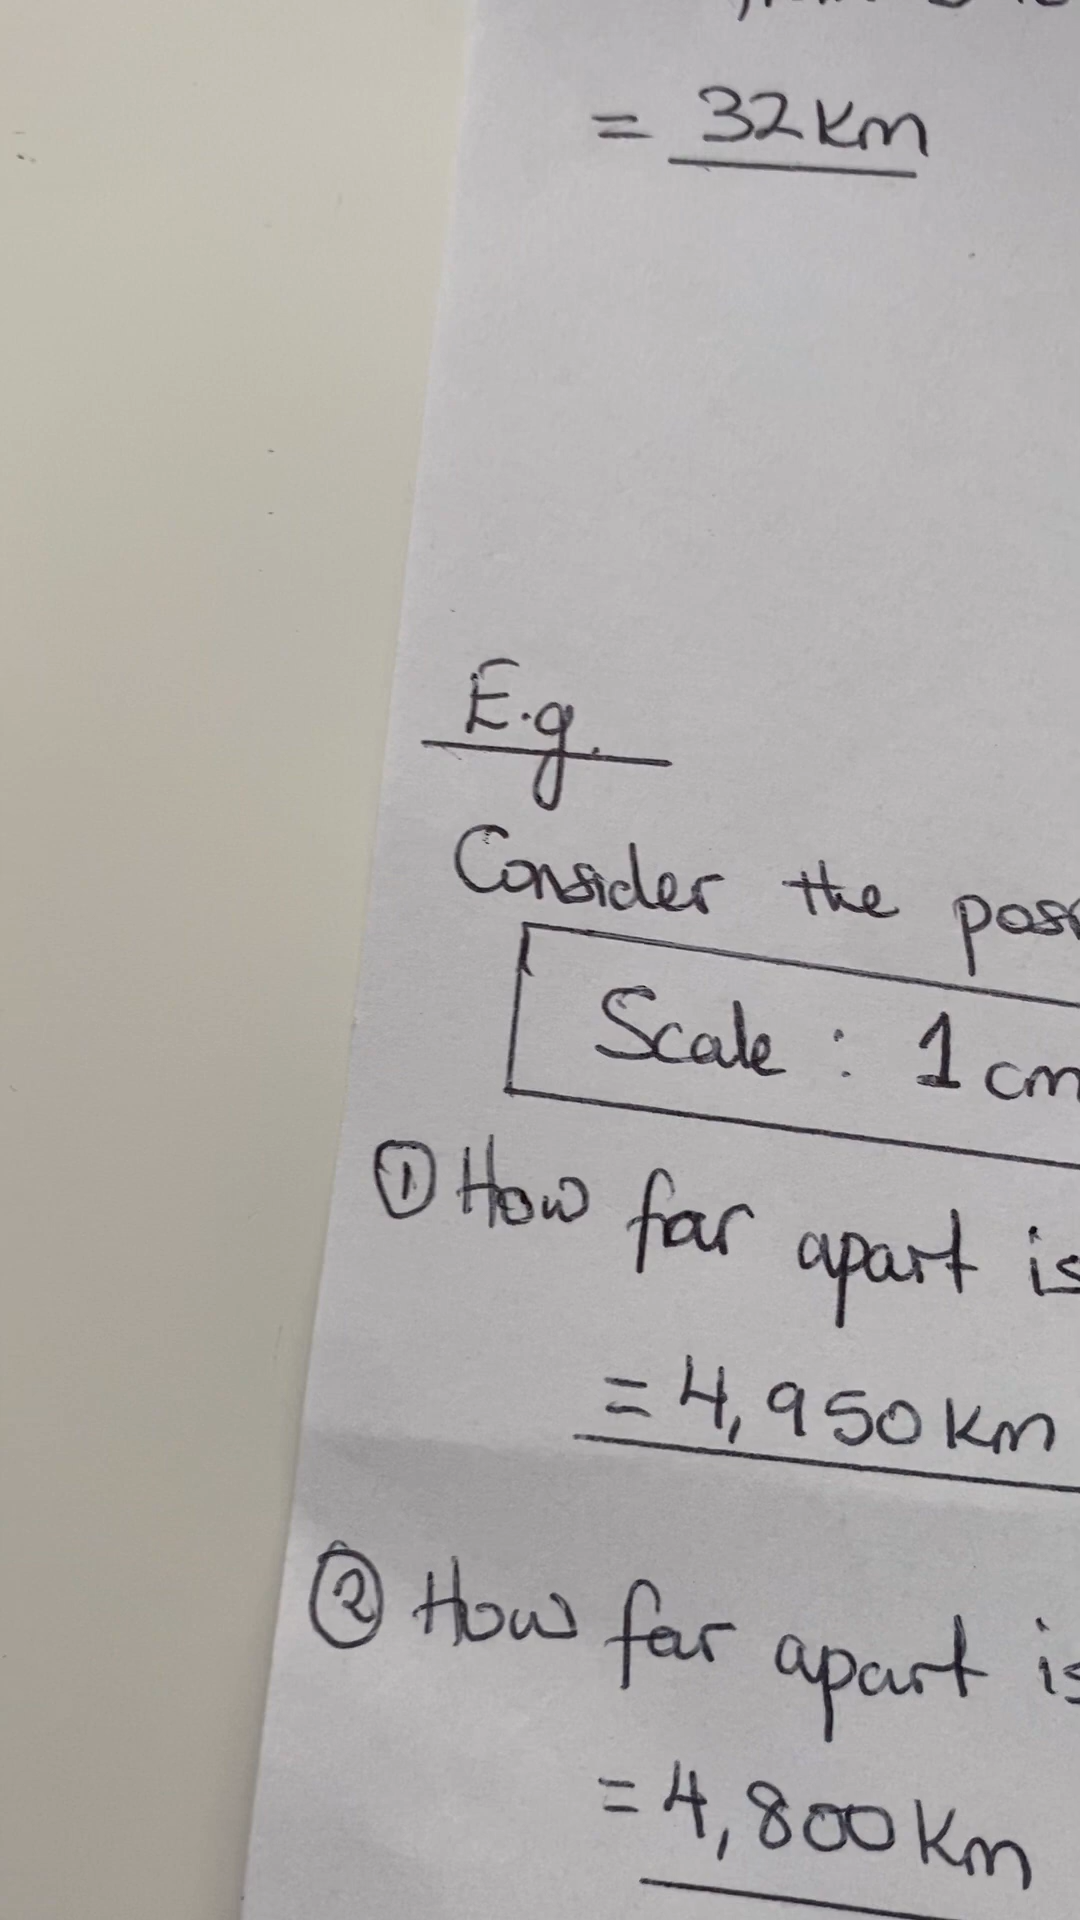 = 32 km
E.g.
Consider the
Scale : 1 cm
① How far apart is
= 4,950 km
② How far apart is
= 4,800 km